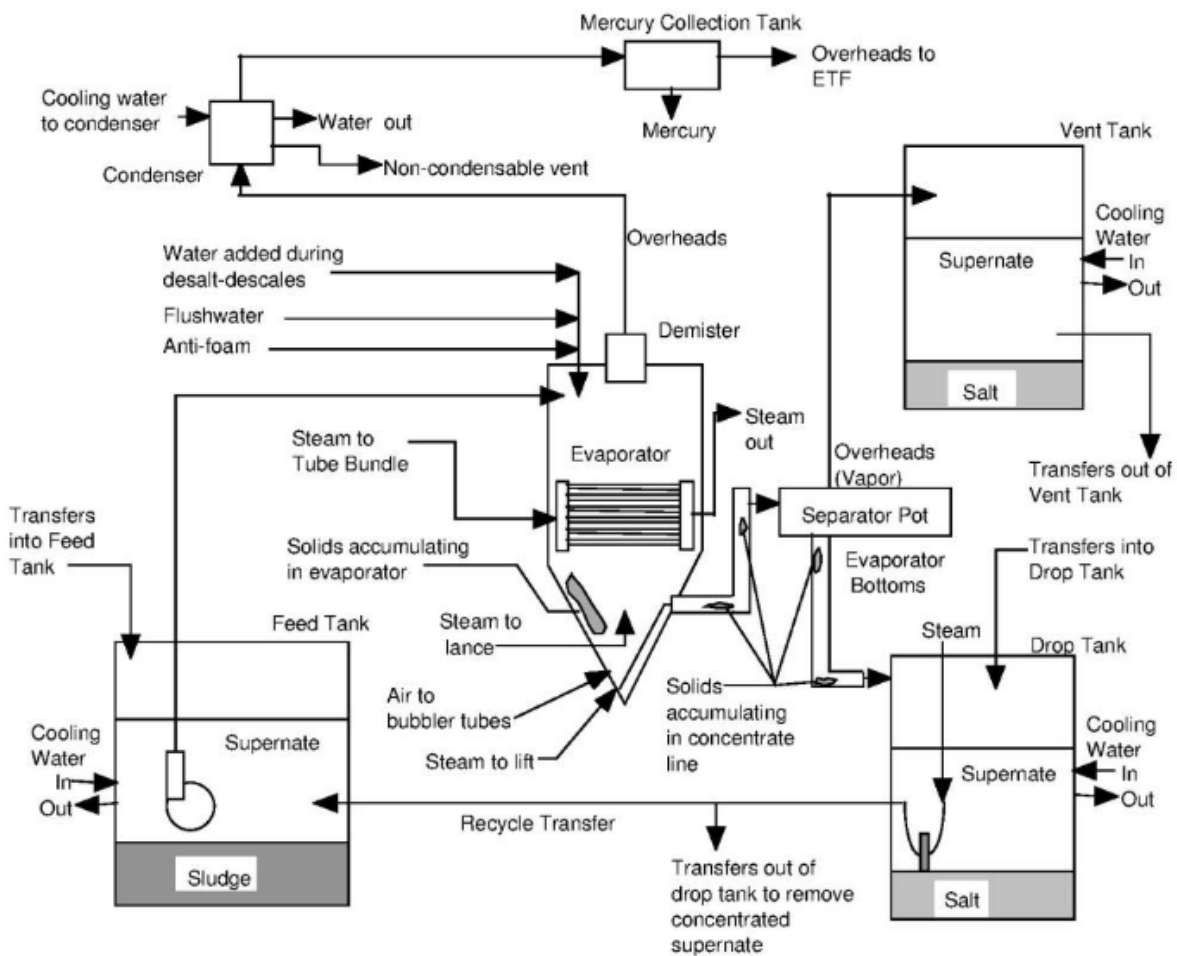 Mercury Collection Tank
Overheads to
ETF
Mercury
Cooling water
to condenser
Water out
Non-condensable vent
Condenser
Vent Tank
Cooling
Water
In
Out
Supernate
Salt
Transfers out of
Vent Tank
Overheads
Water added during
desalt-descales
Flushwater
Anti-foam
Demister
Steam
out
Steam to
Tube Bundle
Evaporator
Overheads
(Vapor)
Separator Pot
Evaporator
Bottoms
Transfers
into Feed
Tank
Solids accumulating
in evaporator
Transfers into
Drop Tank
Feed Tank
Steam to
lance
Steam
Drop Tank
Air to
bubbler tubes
Solids
accumulating
in concentrate
line
Steam to lift
Cooling
Water
In
Out
Supernate
Cooling
Water
In
Out
Supernate
Recycle Transfer
Sludge
Transfers out of
drop tank to remove
concentrated
supernate
Salt